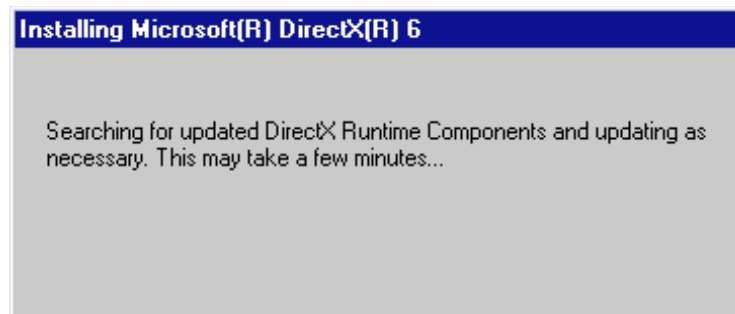 Installing Microsoft(R) DirectX(R) 6
Searching for updated DirectX Runtime Components and updating as
necessary. This may take a few minutes...